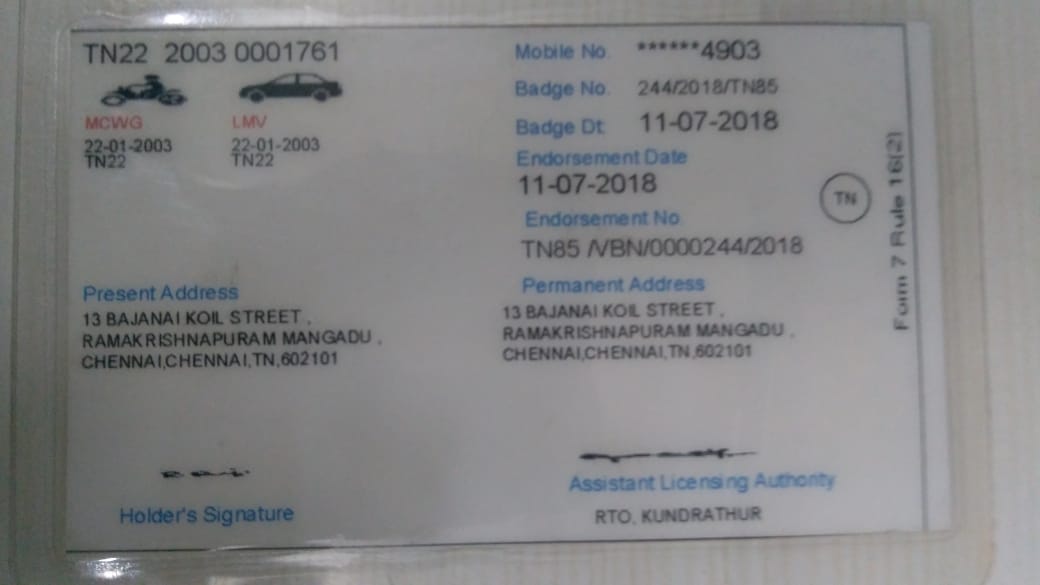 TN22 2003 0001761
MCWG
22-01-2003
TN22
LMV
22-01-2003
TN22
Mobile No. ******4903
Badge No. 244/2018/TN85
Badge Dt. 11-07-2018
Endorsement Date
11-07-2018
Endorsement No.
TN85 /VBN/0000244/2018
TN
Form 7 Rule 16(2)
Present Address
13 BAJANAI KOIL STREET ,
RAMAKRISHNAPURAM MANGADU ,
CHENNAI,CHENNAI,TN,602101
Permanent Address
13 BAJANAI KOIL STREET ,
RAMAKRISHNAPURAM MANGADU ,
CHENNAI,CHENNAI,TN,602101
Holder's Signature
Assistant Licensing Authority
RTO, KUNDRATHUR